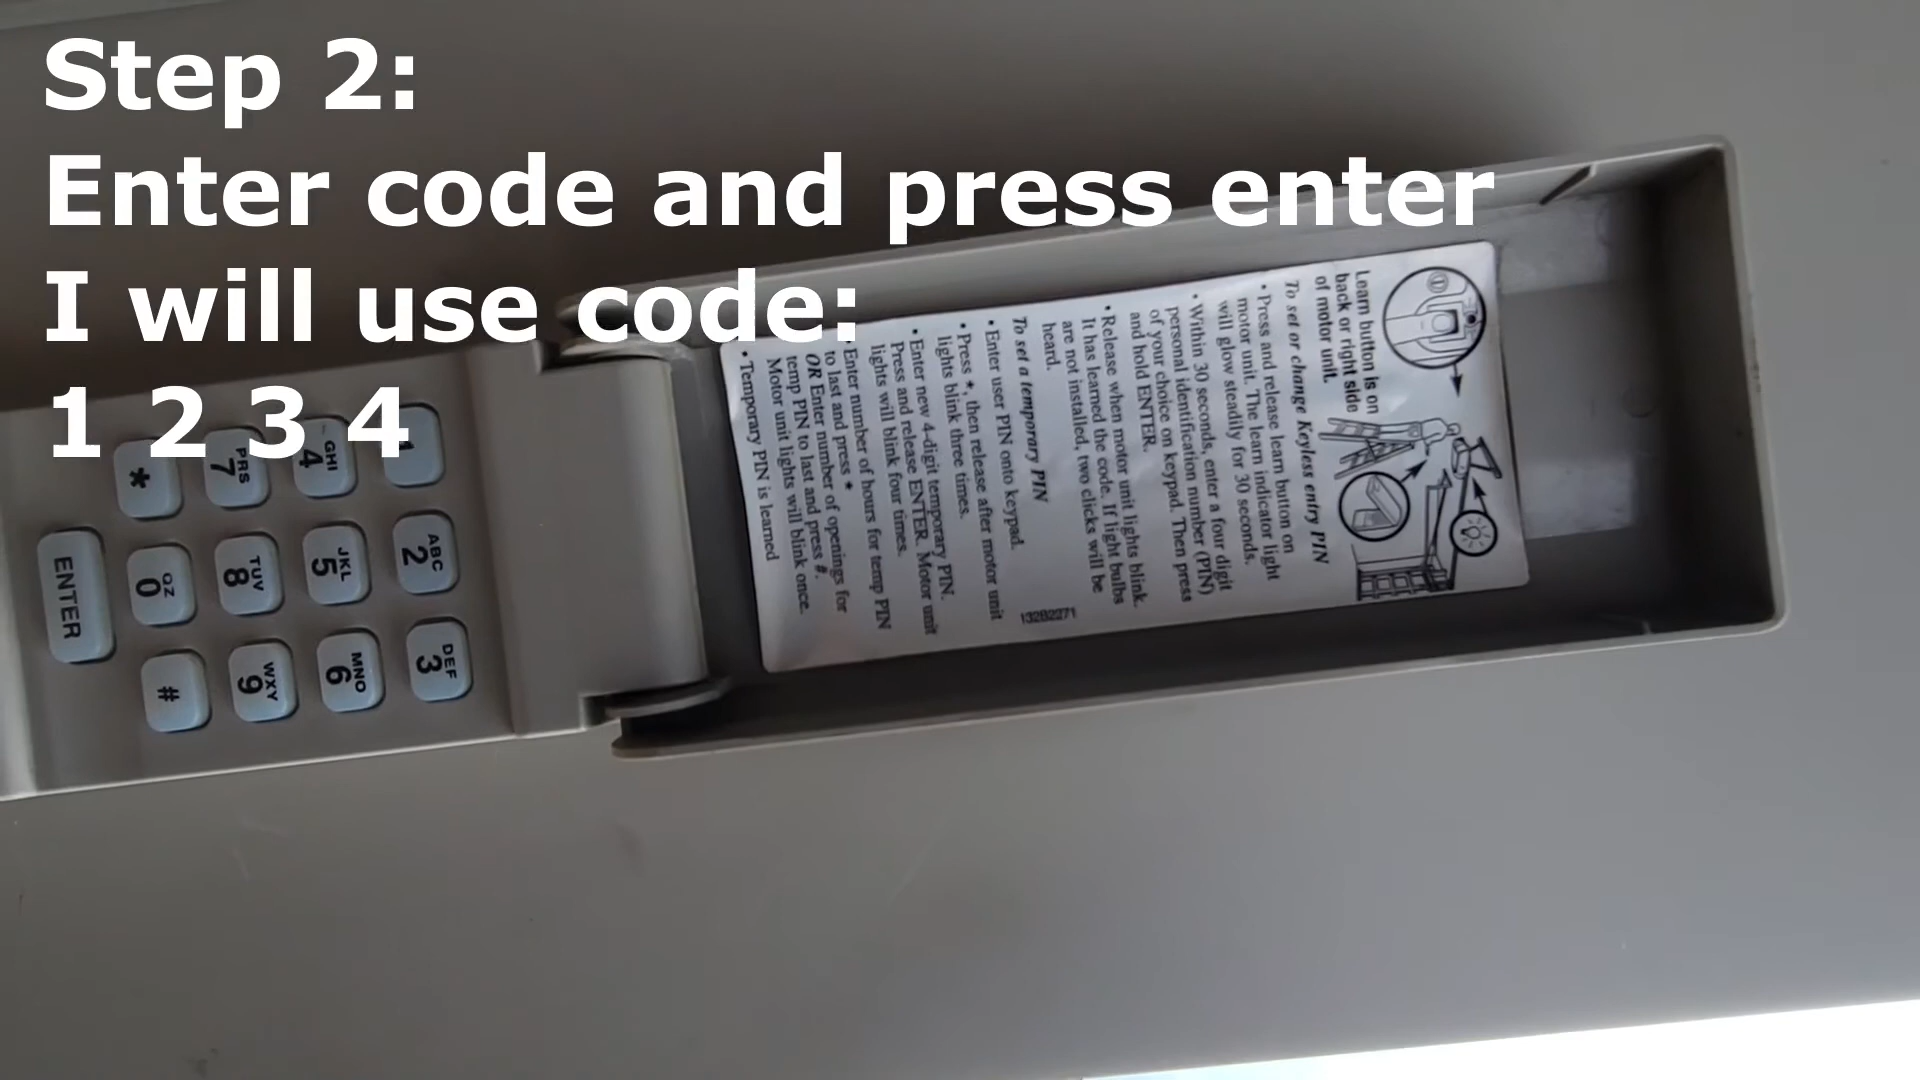 Step 2:
Enter code and press enter
I will use code:
1 2 3 4
Learn button is on
back or right side
of motor unit.
To set or change Keyless entry PIN
• Press and release learn button on
motor unit. The learn indicator light
will glow steadily for 30 seconds.
• Within 30 seconds, enter a four digit
personal identification number (PIN)
of your choice on keypad. Then press
and hold ENTER.
• Release when motor unit lights blink.
It has learned the code. If light bulbs
are not installed, two clicks will be
heard.
To set a temporary PIN
• Enter user PIN onto keypad.
• Press *, then release after motor unit
lights blink three times.
• Enter new 4-digit temporary PIN.
Press and release ENTER. Motor unit
lights will blink four times.
Enter number of hours for temp PIN
to last and press *
OR Enter number of openings for
temp PIN to last and press #.
Motor unit lights will blink once.
• Temporary PIN is learned
1
ABC 2
DEF 3
GHI 4
JKL 5
MNO 6
PRS 7
TUV 8
WXY 9
*
QZ 0
#
ENTER